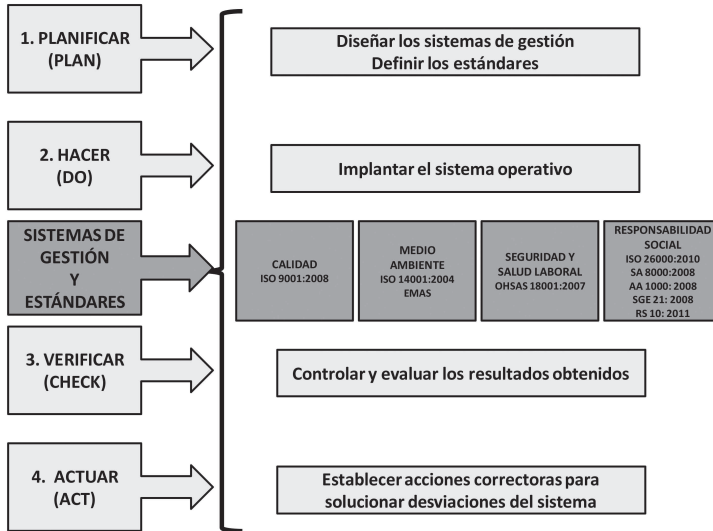 1. PLANIFICAR
(PLAN)
Diseñar los sistemas de gestión
Definir los estándares
2. HACER
(DO)
Implantar el sistema operativo
SISTEMAS DE
GESTIÓN
Y
ESTÁNDARES
CALIDAD
ISO 9001:2008
MEDIO
AMBIENTE
ISO 14001:2004
EMAS
SEGURIDAD Y
SALUD LABORAL
OHSAS 18001:2007
RESPONSABILIDAD
SOCIAL
ISO 26000:2010
SA 8000:2008
AA 1000: 2008
SGE 21: 2008
RS 10: 2011
3. VERIFICAR
(CHECK)
Controlar y evaluar los resultados obtenidos
4. ACTUAR
(ACT)
Establecer acciones correctoras para
solucionar desviaciones del sistema